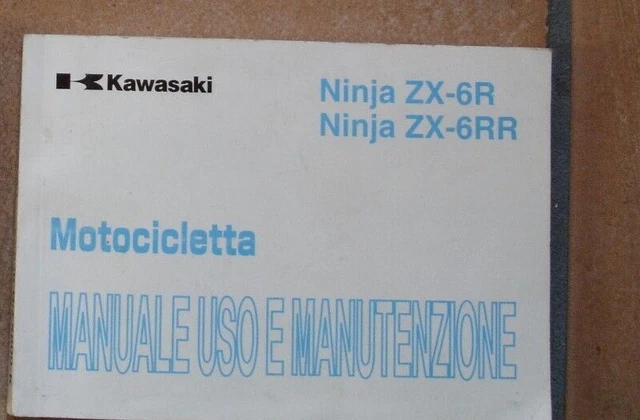 Kawasaki
Ninja ZX-6R
Ninja ZX-6RR
Motocicletta
MANUALE USO E MANUTENZIONE